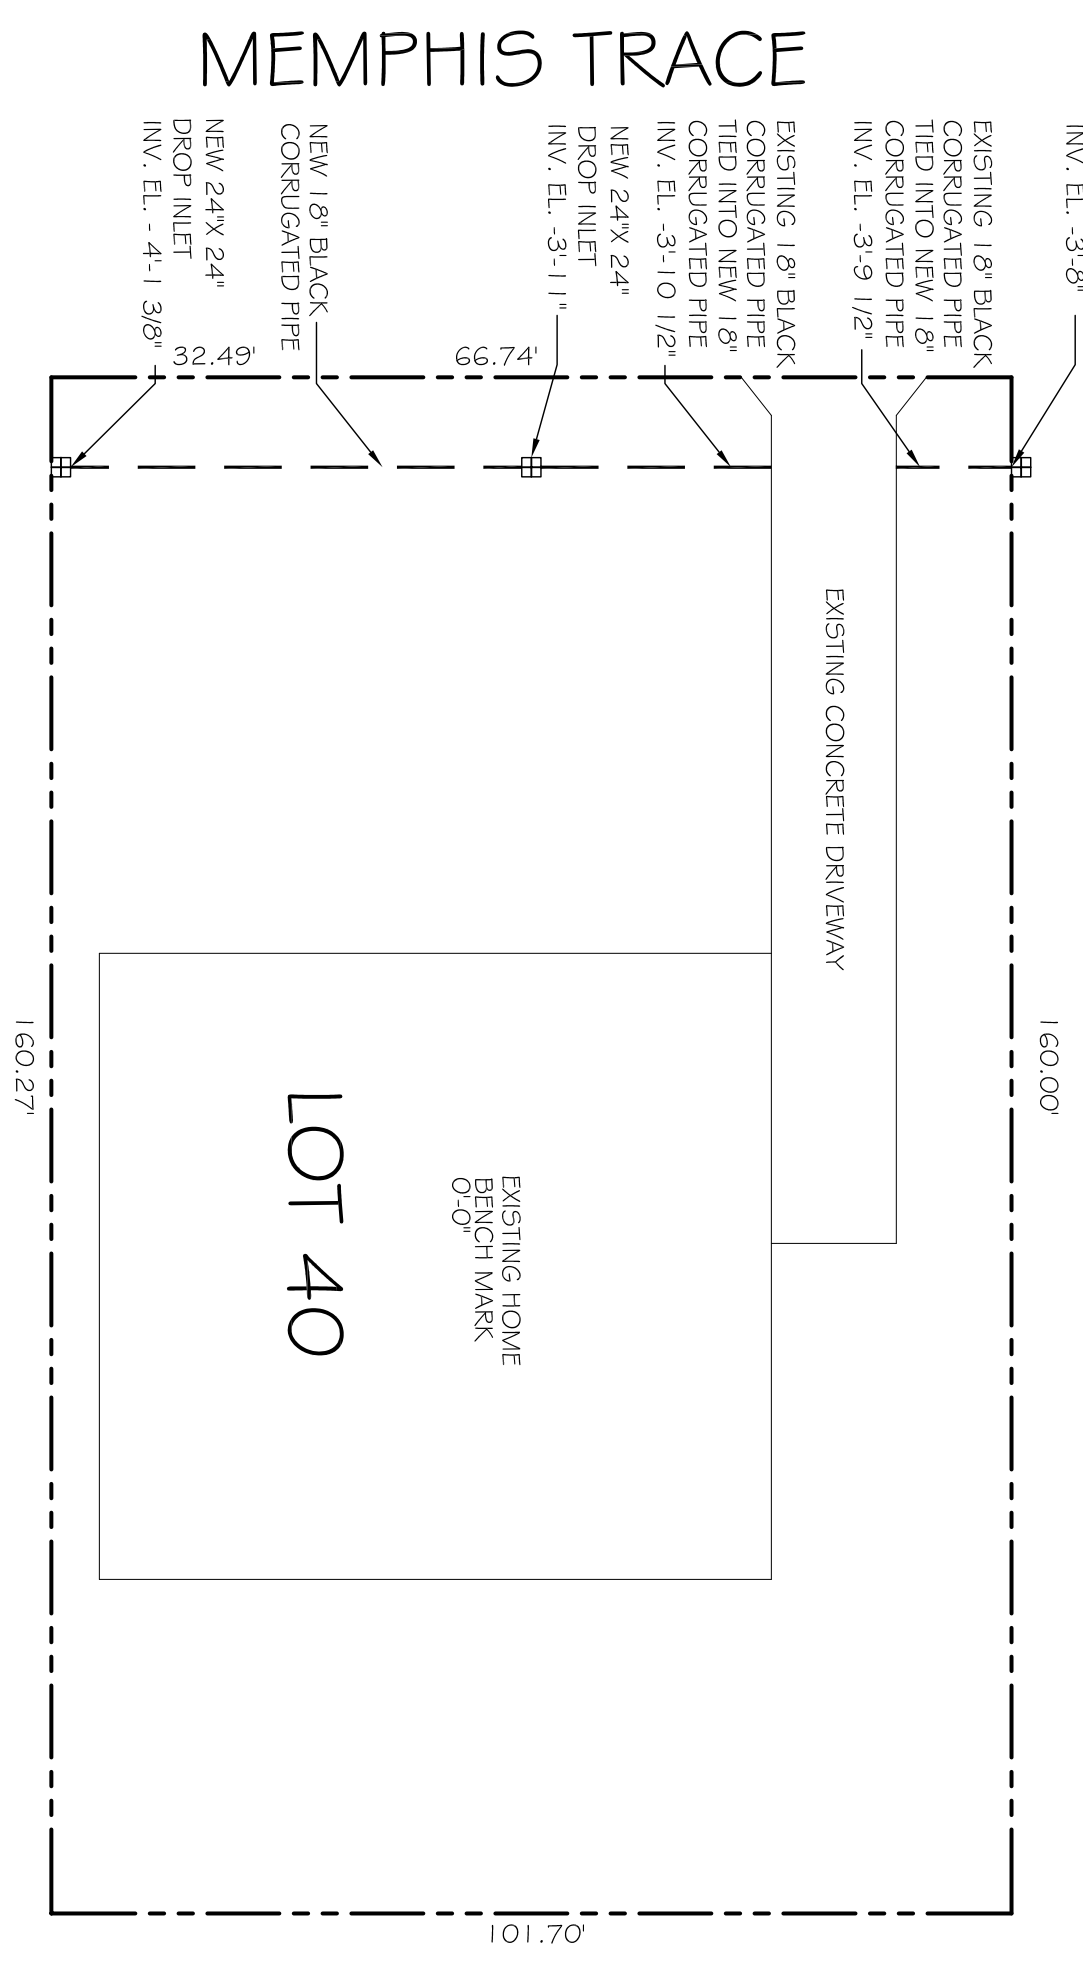 MEMPHIS TRACE
NEW 24"X 24"
DROP INLET
INV. EL. - 4'-1 3/8"
NEW 18" BLACK
CORRUGATED PIPE
NEW 24"X 24"
DROP INLET
INV. EL. -3'-11"
EXISTING 18" BLACK
CORRUGATED PIPE
TIED INTO NEW 18"
CORRUGATED PIPE
INV. EL. -3'-10 1/2"
EXISTING 18" BLACK
CORRUGATED PIPE
TIED INTO NEW 18"
CORRUGATED PIPE
INV. EL. -3'-9 1/2"
INV. EL. -3'-8"
32.49'
66.74'
EXISTING CONCRETE DRIVEWAY
160.27'
160.00'
LOT 40
EXISTING HOME
BENCH MARK
0'-0"
101.70'